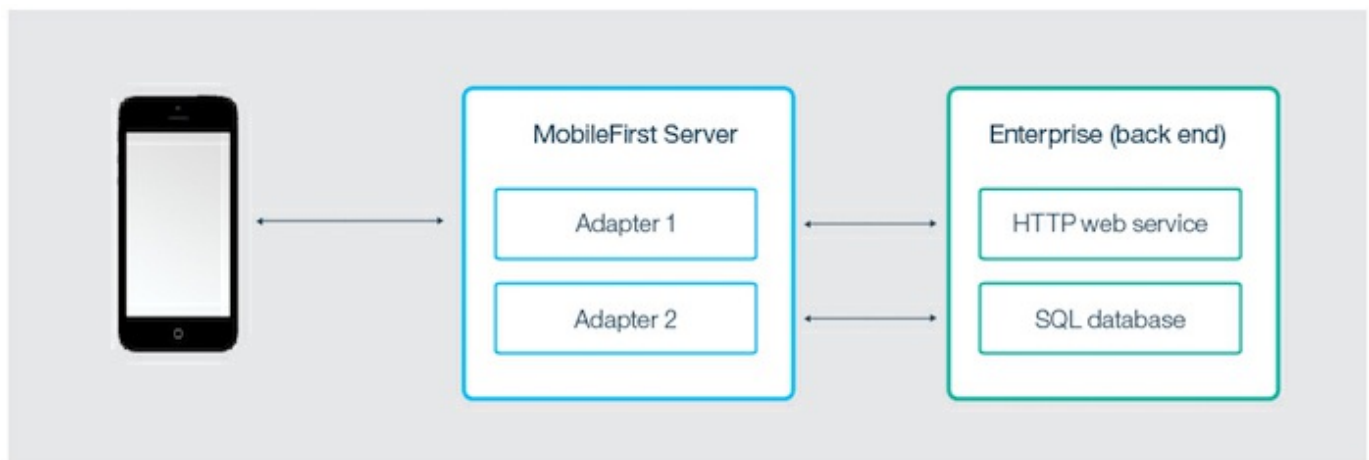 MobileFirst Server
Adapter 1
Adapter 2
Enterprise (back end)
HTTP web service
SQL database